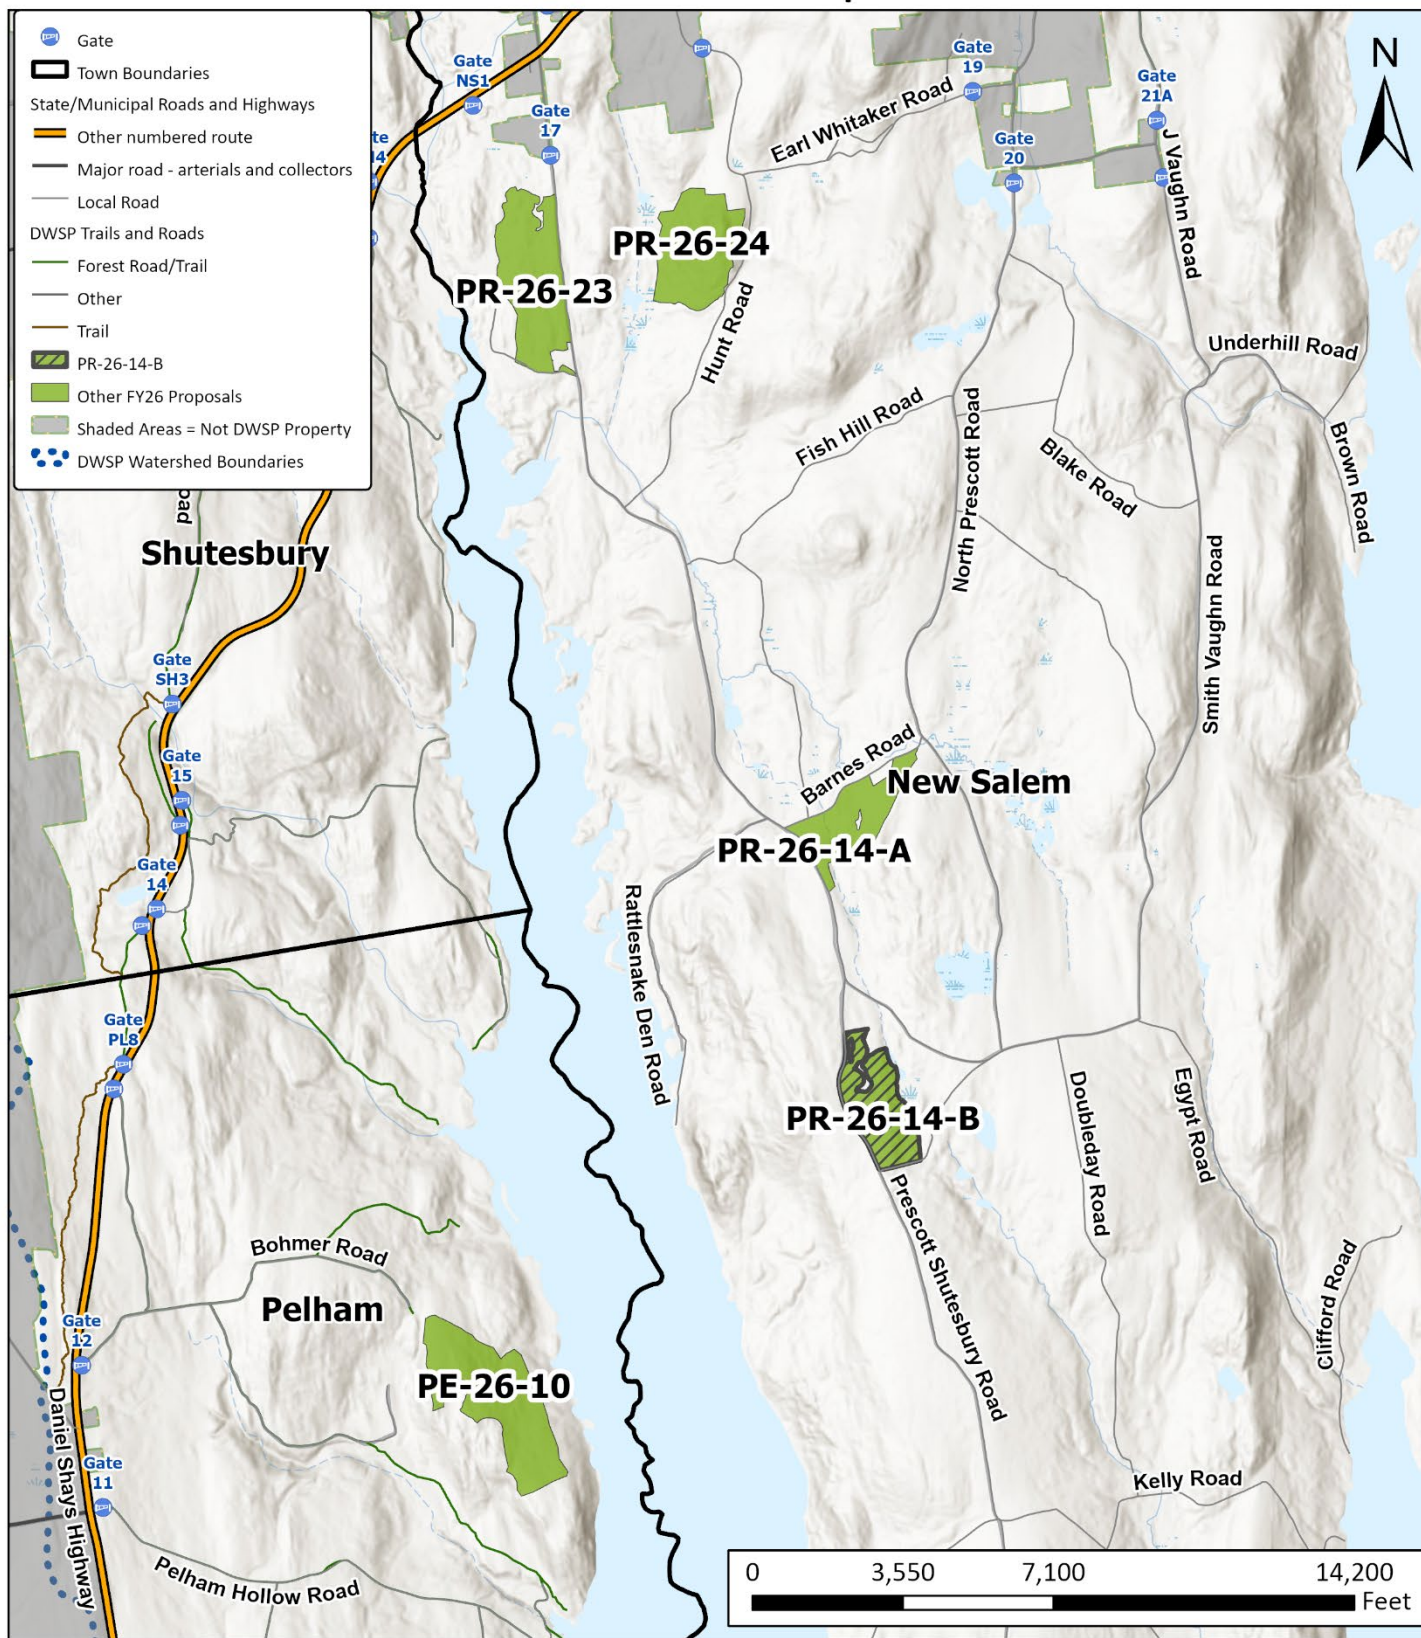 Gate
Town Boundaries
State/Municipal Roads and Highways
Other numbered route
Major road - arterials and collectors
Local Road
DWSP Trails and Roads
Forest Road/Trail
Other
Trail
PR-26-14-B
Other FY26 Proposals
Shaded Areas = Not DWSP Property
DWSP Watershed Boundaries
Gate
NS1
Gate
17
Gate
19
Gate
20
Gate
21A
N
Earl Whitaker Road
J Vaughn Road
PR-26-24
PR-26-23
Hunt Road
Underhill Road
Fish Hill Road
North Prescott Road
Blake Road
Brown Road
Road
Shutesbury
Smith Vaughn Road
Gate
SH3
Gate
15
Barnes Road
New Salem
PR-26-14-A
Gate
14
Rattlesnake Den Road
Gate
PL8
PR-26-14-B
Doubleday Road
Egypt Road
Prescott Shutesbury Road
Bohmer Road
Pelham
Clifford Road
Gate
12
PE-26-10
Daniel Shays Highway
Gate
11
Kelly Road
Pelham Hollow Road
0 3,550 7,100 14,200
Feet